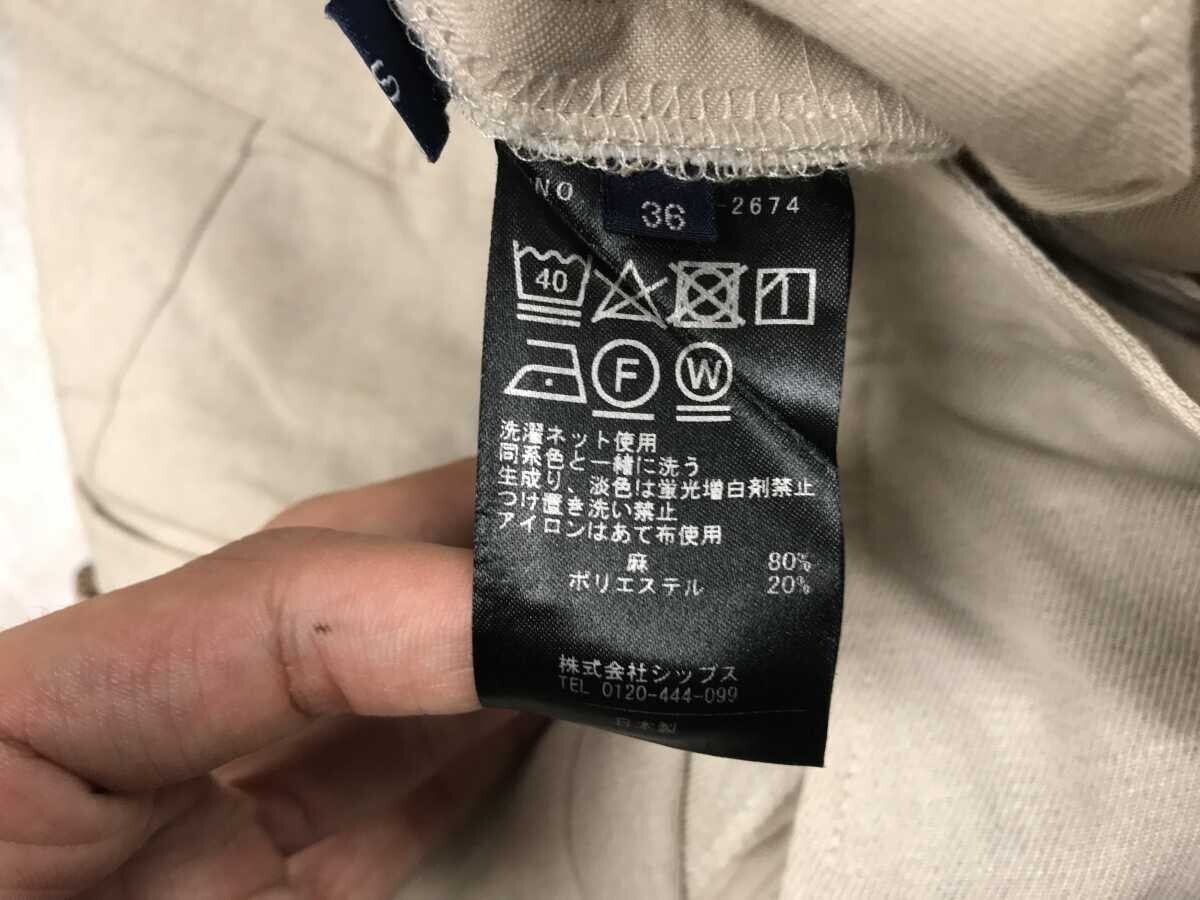 S
NO 36 -2674
40
F W
洗濯ネット使用
同系色と一緒に洗う
生成り、淡色は蛍光増白剤禁止
つけ置き洗い禁止
アイロンはあて布使用
麻 80%
ポリエステル 20%
株式会社シップス
TEL 0120-444-099
日本製